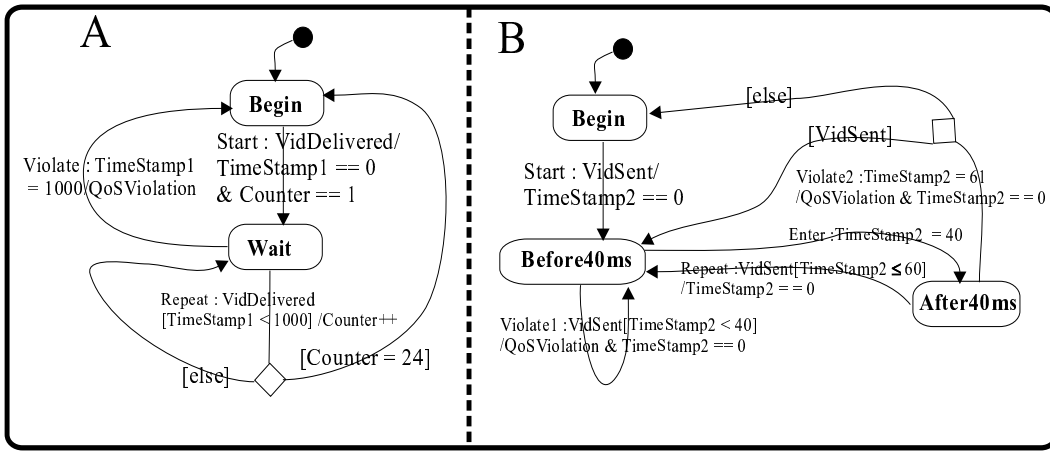 A
Begin
Start : VidDelivered/
TimeStamp1 == 0
& Counter == 1
Violate : TimeStamp1
= 1000/QoSViolation
Wait
Repeat : VidDelivered
[TimeStamp1 < 1000] /Counter++
[Counter = 24]
[else]
B
[else]
Begin
[VidSent]
Start : VidSent/
TimeStamp2 == 0
Violate2 :TimeStamp2 = 61
/QoSViolation & TimeStamp2 = = 0
Enter :TimeStamp2 = 40
Before40ms
Repeat :VidSent[TimeStamp2 ≤ 60]
/TimeStamp2 = = 0
After40ms
Violate1 :VidSent[TimeStamp2 < 40]
/QoSViolation & TimeStamp2 == 0